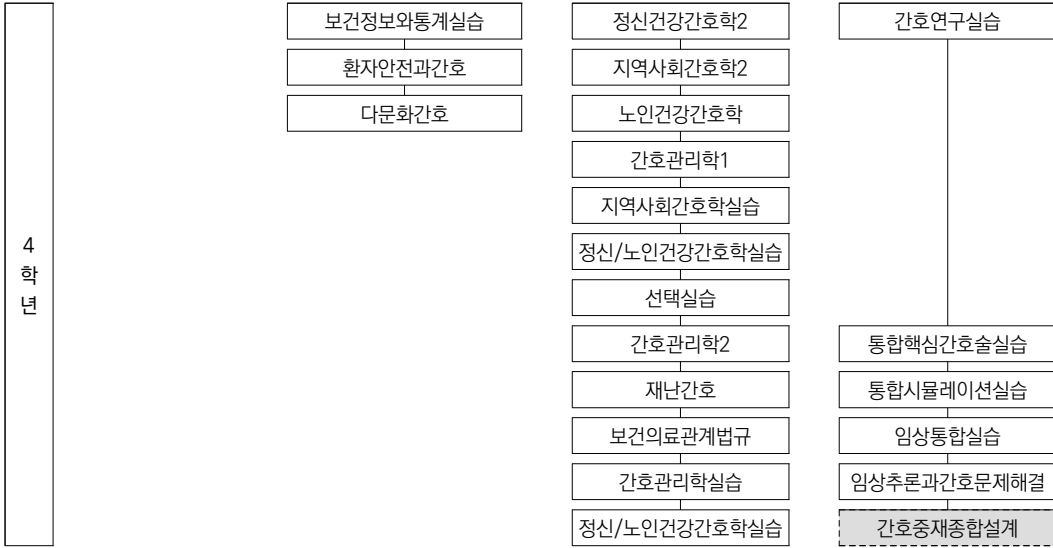 4
학
년
보건정보와통계실습
환자안전과간호
다문화간호
정신건강간호학2
지역사회간호학2
노인건강간호학
간호관리학1
지역사회간호학실습
정신/노인건강간호학실습
선택실습
간호관리학2
재난간호
보건의료관계법규
간호관리학실습
정신/노인건강간호학실습
간호연구실습
통합핵심간호술실습
통합시뮬레이션실습
임상통합실습
임상추론과간호문제해결
간호중재종합설계